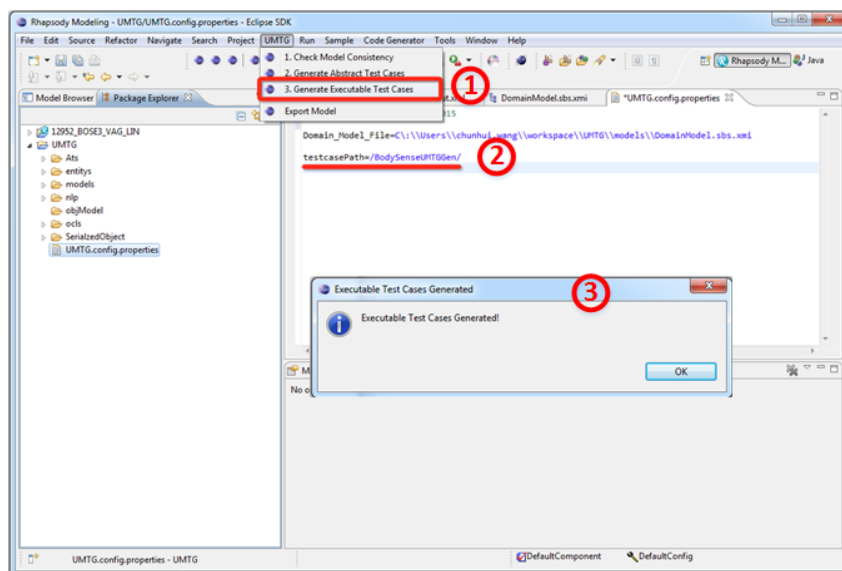 Rhapsody Modeling - UMTG/UMTG.config.properties - Eclipse SDK
File Edit Source Refactor Navigate Search Project UMTG Run Sample Code Generator Tools Window Help
1. Check Model Consistency
2. Generate Abstract Test Cases
3. Generate Executable Test Cases
Export Model
1
Rhapsody M...
Java
Model Browser
Package Explorer
DomainModel.sbs.xmi
*UMTG.config.properties
12952_BOSE3_VAG_LIN
UMTG
Ats
entitys
models
nlp
objModel
ocls
SerialzedObject
UMTG.config.properties
015
Domain_Model_File=C\:\\Users\\chunhui.wang\\workspace\\UMTG\\models\\DomainModel.sbs.xmi
testcasePath=/BodySenseUMTGGen/
2
Executable Test Cases Generated
3
Executable Test Cases Generated!
OK
M
No o
UMTG.config.properties - UMTG
DefaultComponent
DefaultConfig